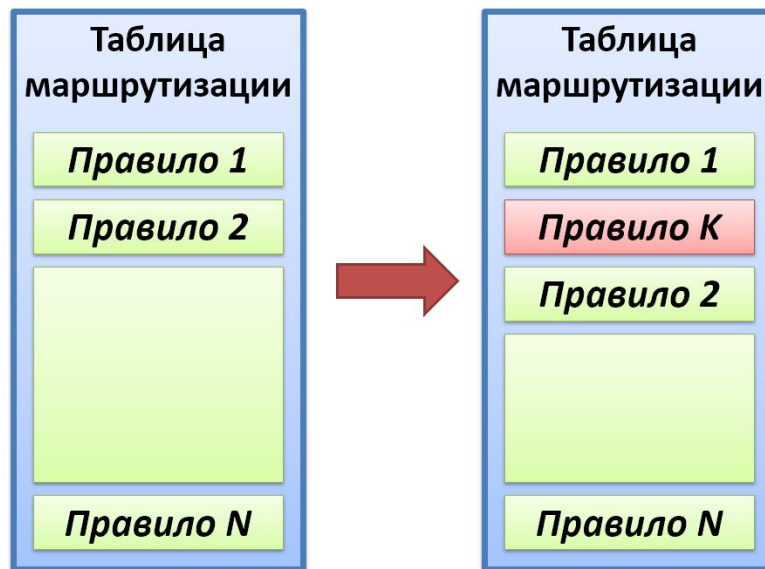 Таблица
маршрутизации
Правило 1
Правило 2
Правило N
Таблица
маршрутизации
Правило 1
Правило K
Правило 2
Правило N